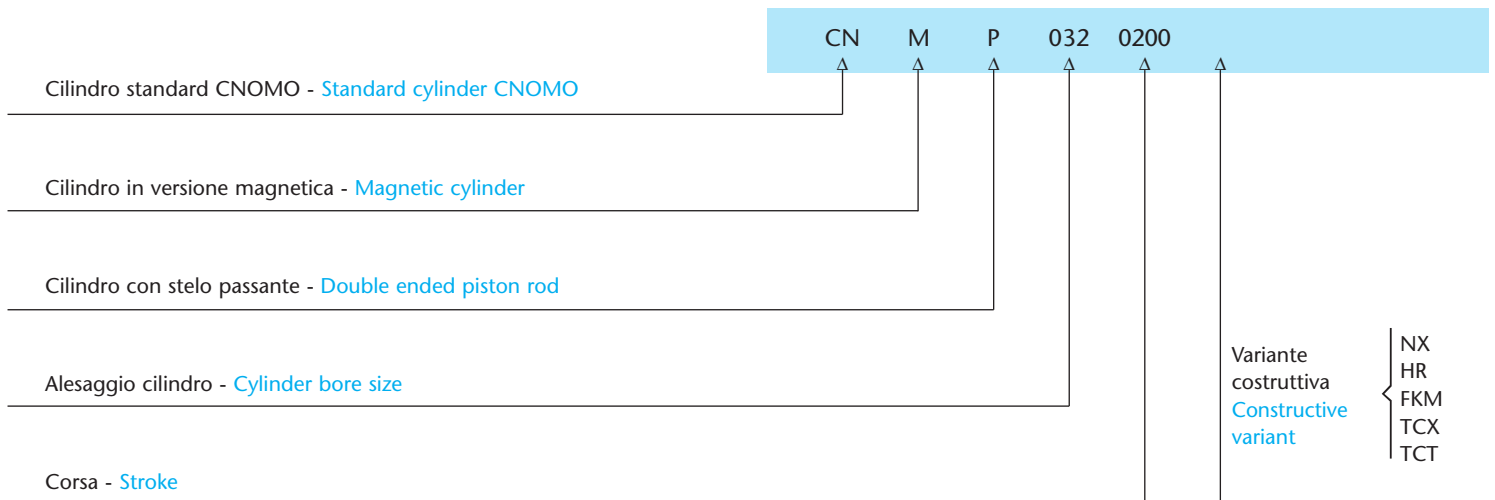 CN M P 032 0200
Cilindro standard CNOMO - Standard cylinder CNOMO
Cilindro in versione magnetica - Magnetic cylinder
Cilindro con stelo passante - Double ended piston rod
Alesaggio cilindro - Cylinder bore size
Variante
costruttiva
Constructive
variant
NX
HR
FKM
TCX
TCT
Corsa - Stroke